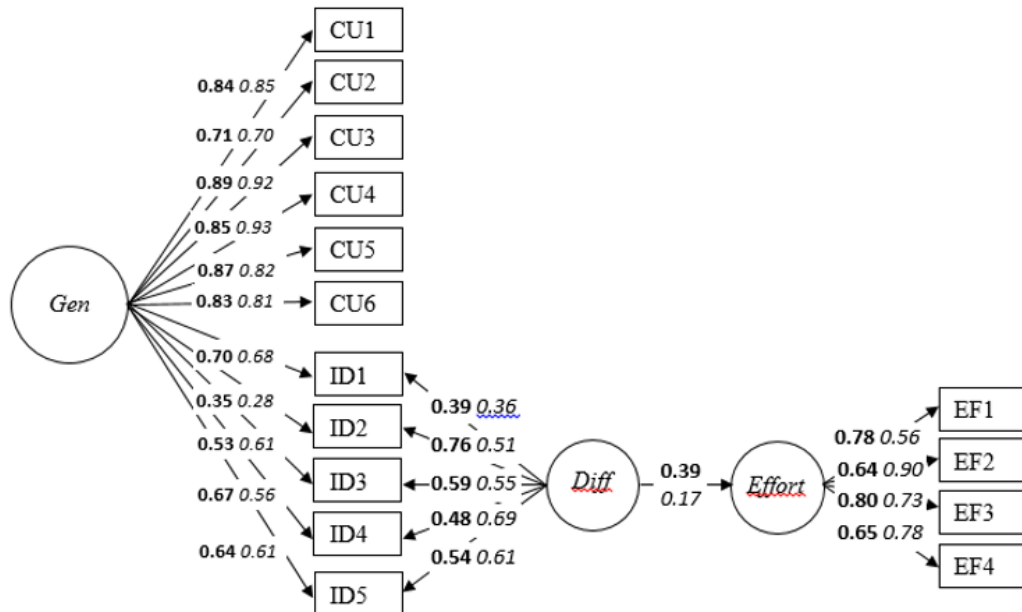 CU1
0.84 0.85
CU2
0.71 0.70
CU3
0.89 0.92
CU4
0.85 0.93
CU5
0.87 0.82
Gen
0.83 0.81
CU6
0.70 0.68
ID1
0.39 0.36
0.35 0.28
ID2
0.76 0.51
0.53 0.61
ID3
0.59 0.55
0.67 0.56
ID4
0.48 0.69
0.64 0.61
ID5
0.54 0.61
Diff
0.39
0.17
Effort
0.78 0.56
EF1
0.64 0.90
EF2
0.80 0.73
EF3
0.65 0.78
EF4